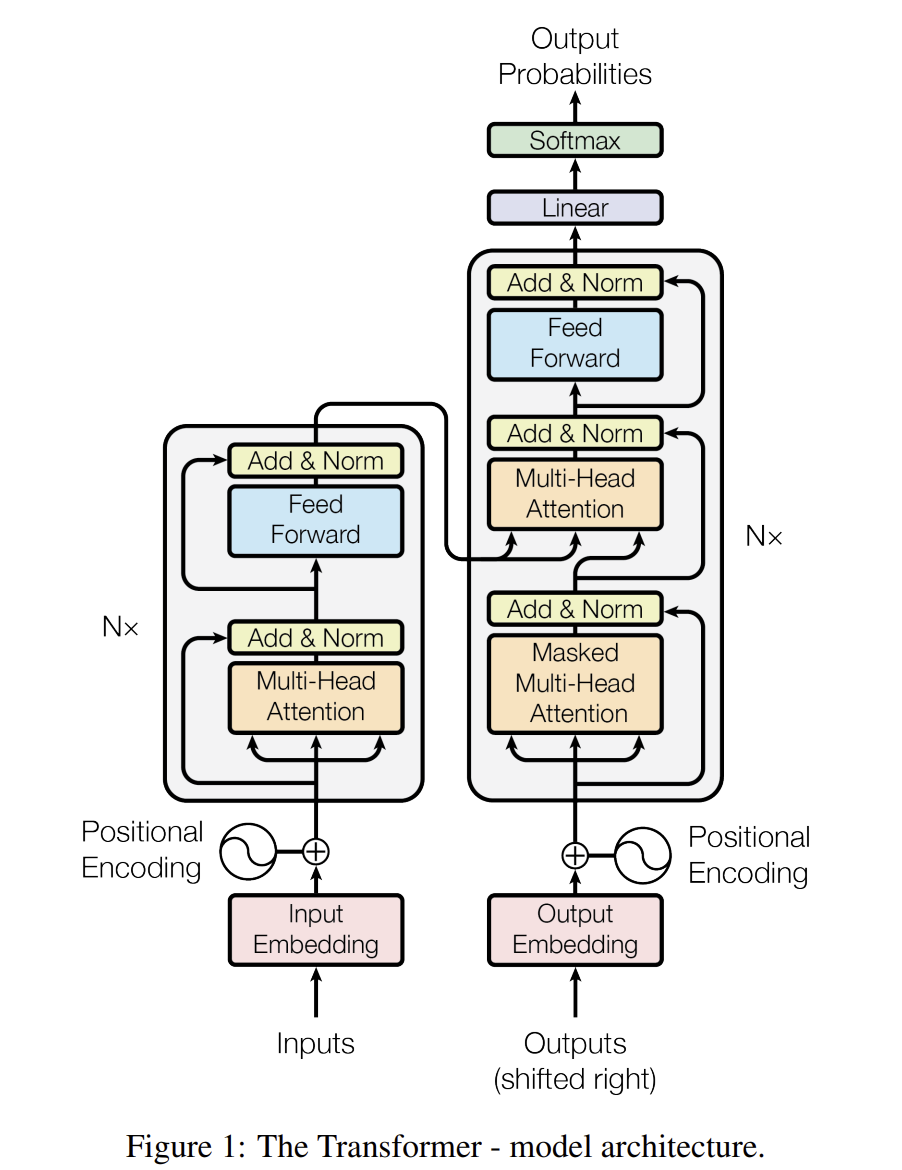 Output
Probabilities
Softmax
Linear
Add & Norm
Feed
Forward
Add & Norm
Multi-Head
Attention
Add & Norm
Masked
Multi-Head
Attention
N×
Positional
Encoding
Output
Embedding
Outputs
(shifted right)
Add & Norm
Feed
Forward
Add & Norm
Multi-Head
Attention
N×
Positional
Encoding
Input
Embedding
Inputs
Figure 1: The Transformer - model architecture.